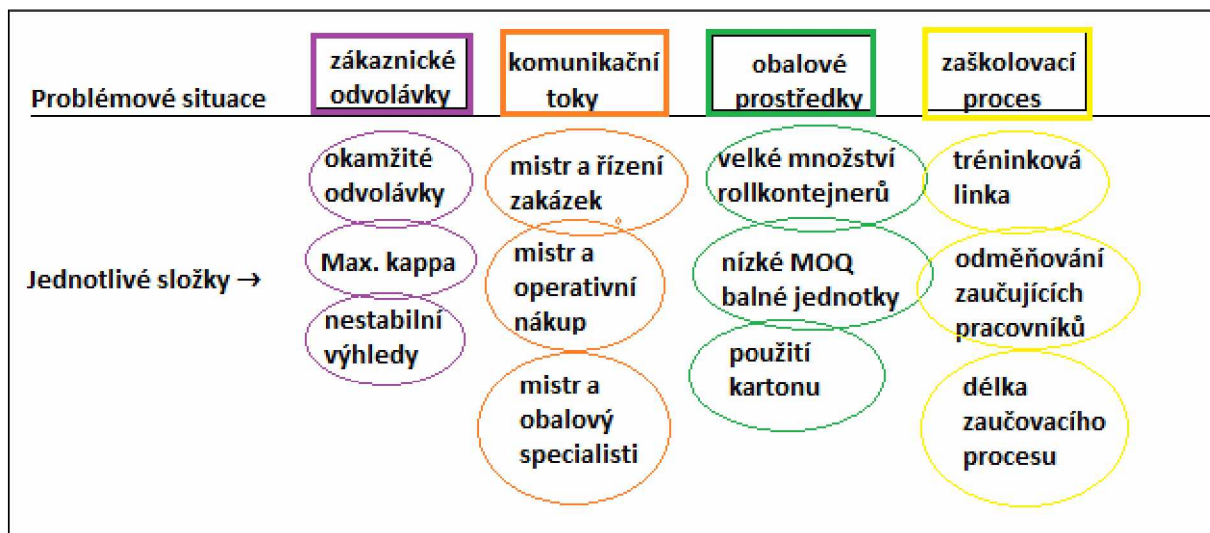 Problémové situace
zákaznické
odvolávky
komunikační
toky
obalové
prostředky
zaškolovací
proces
Jednotlivé složky →
okamžité
odvolávky
Max. kappa
nestabilní
výhledy
mistr a řízení
zakázek
mistr a
operativní
nákup
mistr a
obalový
specialisti
velké množství
rollkontejnerů
nízké MOQ
balné jednotky
použití
kartonu
tréninková
linka
odměňování
zaučujících
pracovníků
délka
zaučovacího
procesu